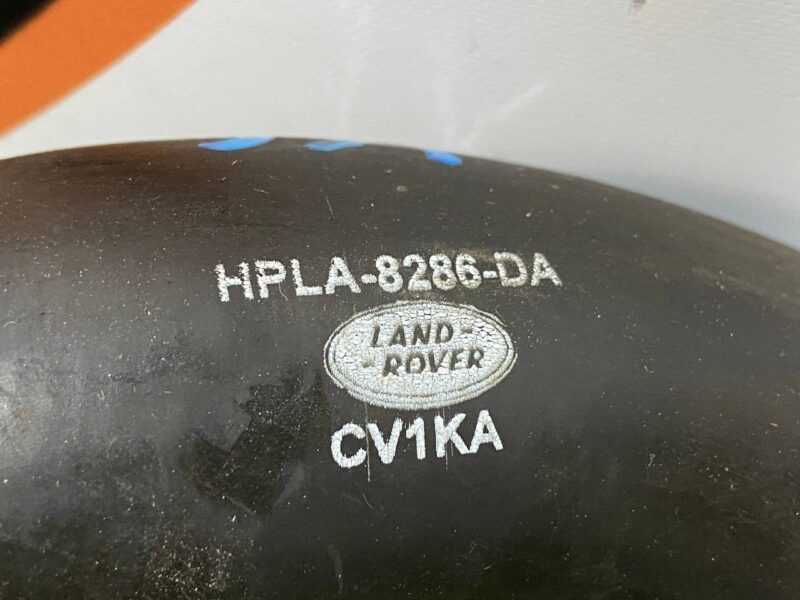 HPLA-8286-DA
LAND-
-ROVER
CV1KA